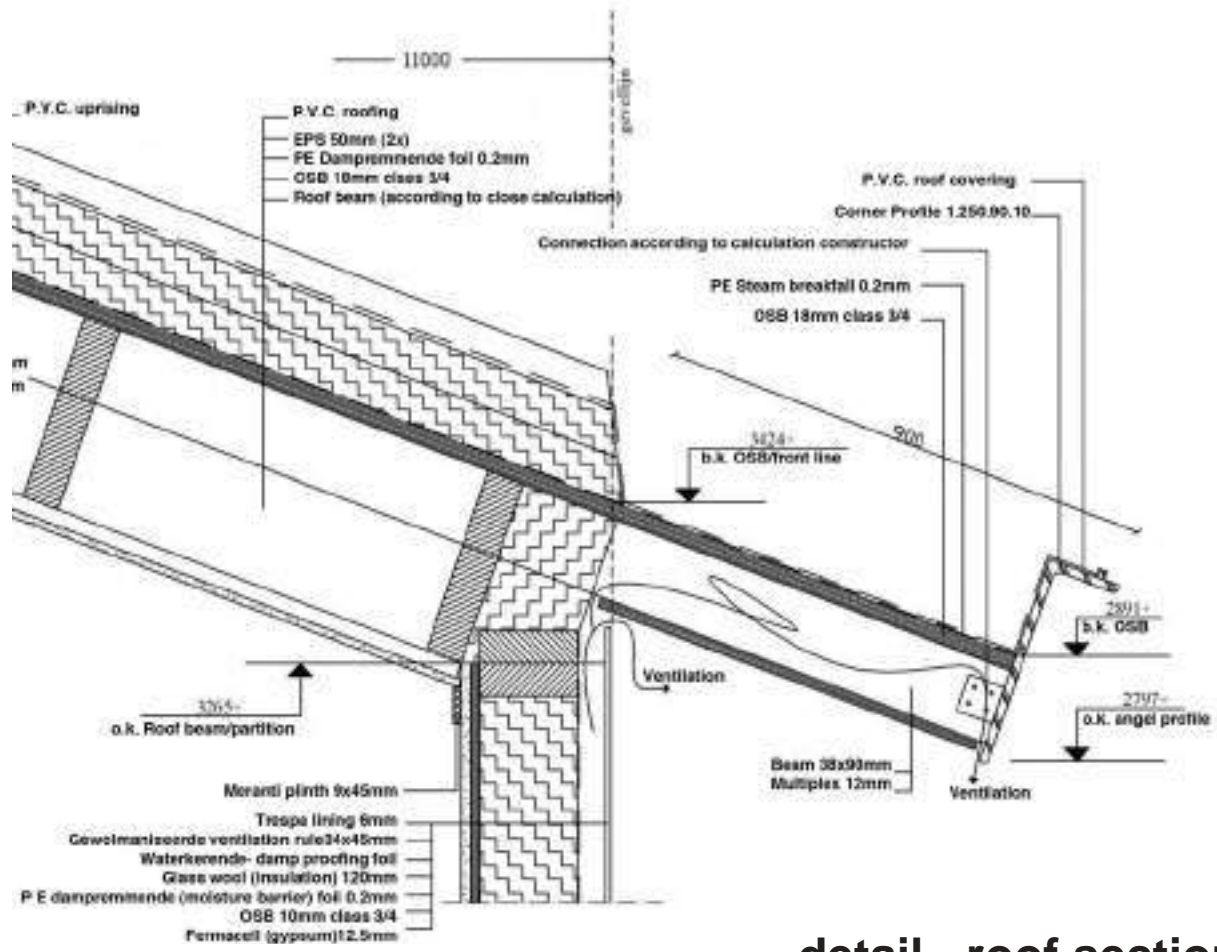 11000
gevellijn
P.V.C. uprising
P.V.C. roofing
EPS 50mm (2x)
PE Dampremmende foil 0.2mm
OSB 18mm class 3/4
Roof beam (according to close calculation)
P.V.C. roof covering
Corner Profile 1.250.90.10
Connection according to calculation constructor
PE Steam breakfall 0.2mm
OSB 18mm class 3/4
m
m
900
3424+
b.k. OSB/front line
2891+
b.k. OSB
Ventilation
3265+
o.k. Roof beam/partition
2797+
o.k. angel profile
Beam 38x90mm
Multiplex 12mm
Ventilation
Meranti plinth 9x45mm
Trespa lining 6mm
Gewolmaniseerde ventilation rule34x45mm
Waterkerende- damp proofing foil
Glass wool (insulation) 120mm
P E dampremmende (moisture barrier) foil 0.2mm
OSB 10mm class 3/4
Fermacell (gypsum)12.5mm
detail roof section